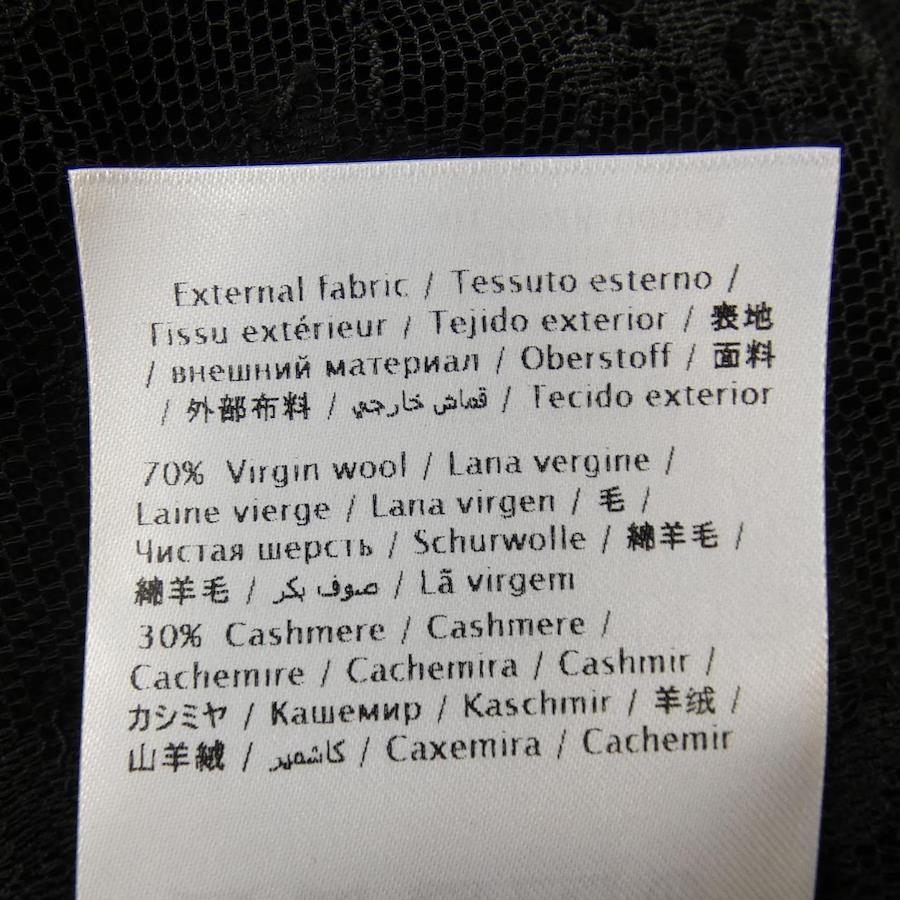 External fabric / Tessuto esterno /
Tissu extérieur / Tejido exterior / 表地
/ внешний материал / Oberstoff / 面料
/ 外部布料 / قماش خارجي / Tecido exterior
70% Virgin wool / Lana vergine /
Laine vierge / Lana virgen / 毛 /
Чистая шерсть / Schurwolle / 綿羊毛 /
綿羊毛 / صوف بكر / Lã virgem
30% Cashmere / Cashmere /
Cachemire / Cachemira / Cashmir /
カシミヤ / Кашемир / Kaschmir / 羊绒 /
山羊絨 / كاشمير / Caxemira / Cachemir